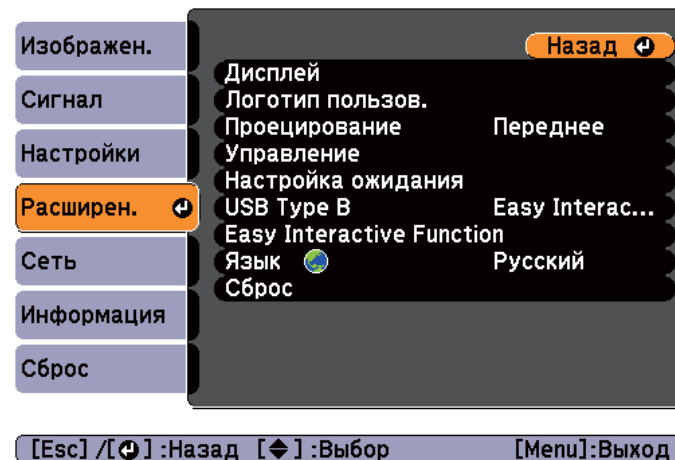 Изображен.
Сигнал
Настройки
Расширен.
Сеть
Информация
Сброс
Назад
Дисплей
Логотип пользов.
Проецирование Переднее
Управление
Настройка ожидания
USB Type B Easy Interac...
Easy Interactive Function
Язык Русский
Сброс
[Esc] /[ ] :Назад [ ] :Выбор [Menu]:Выход